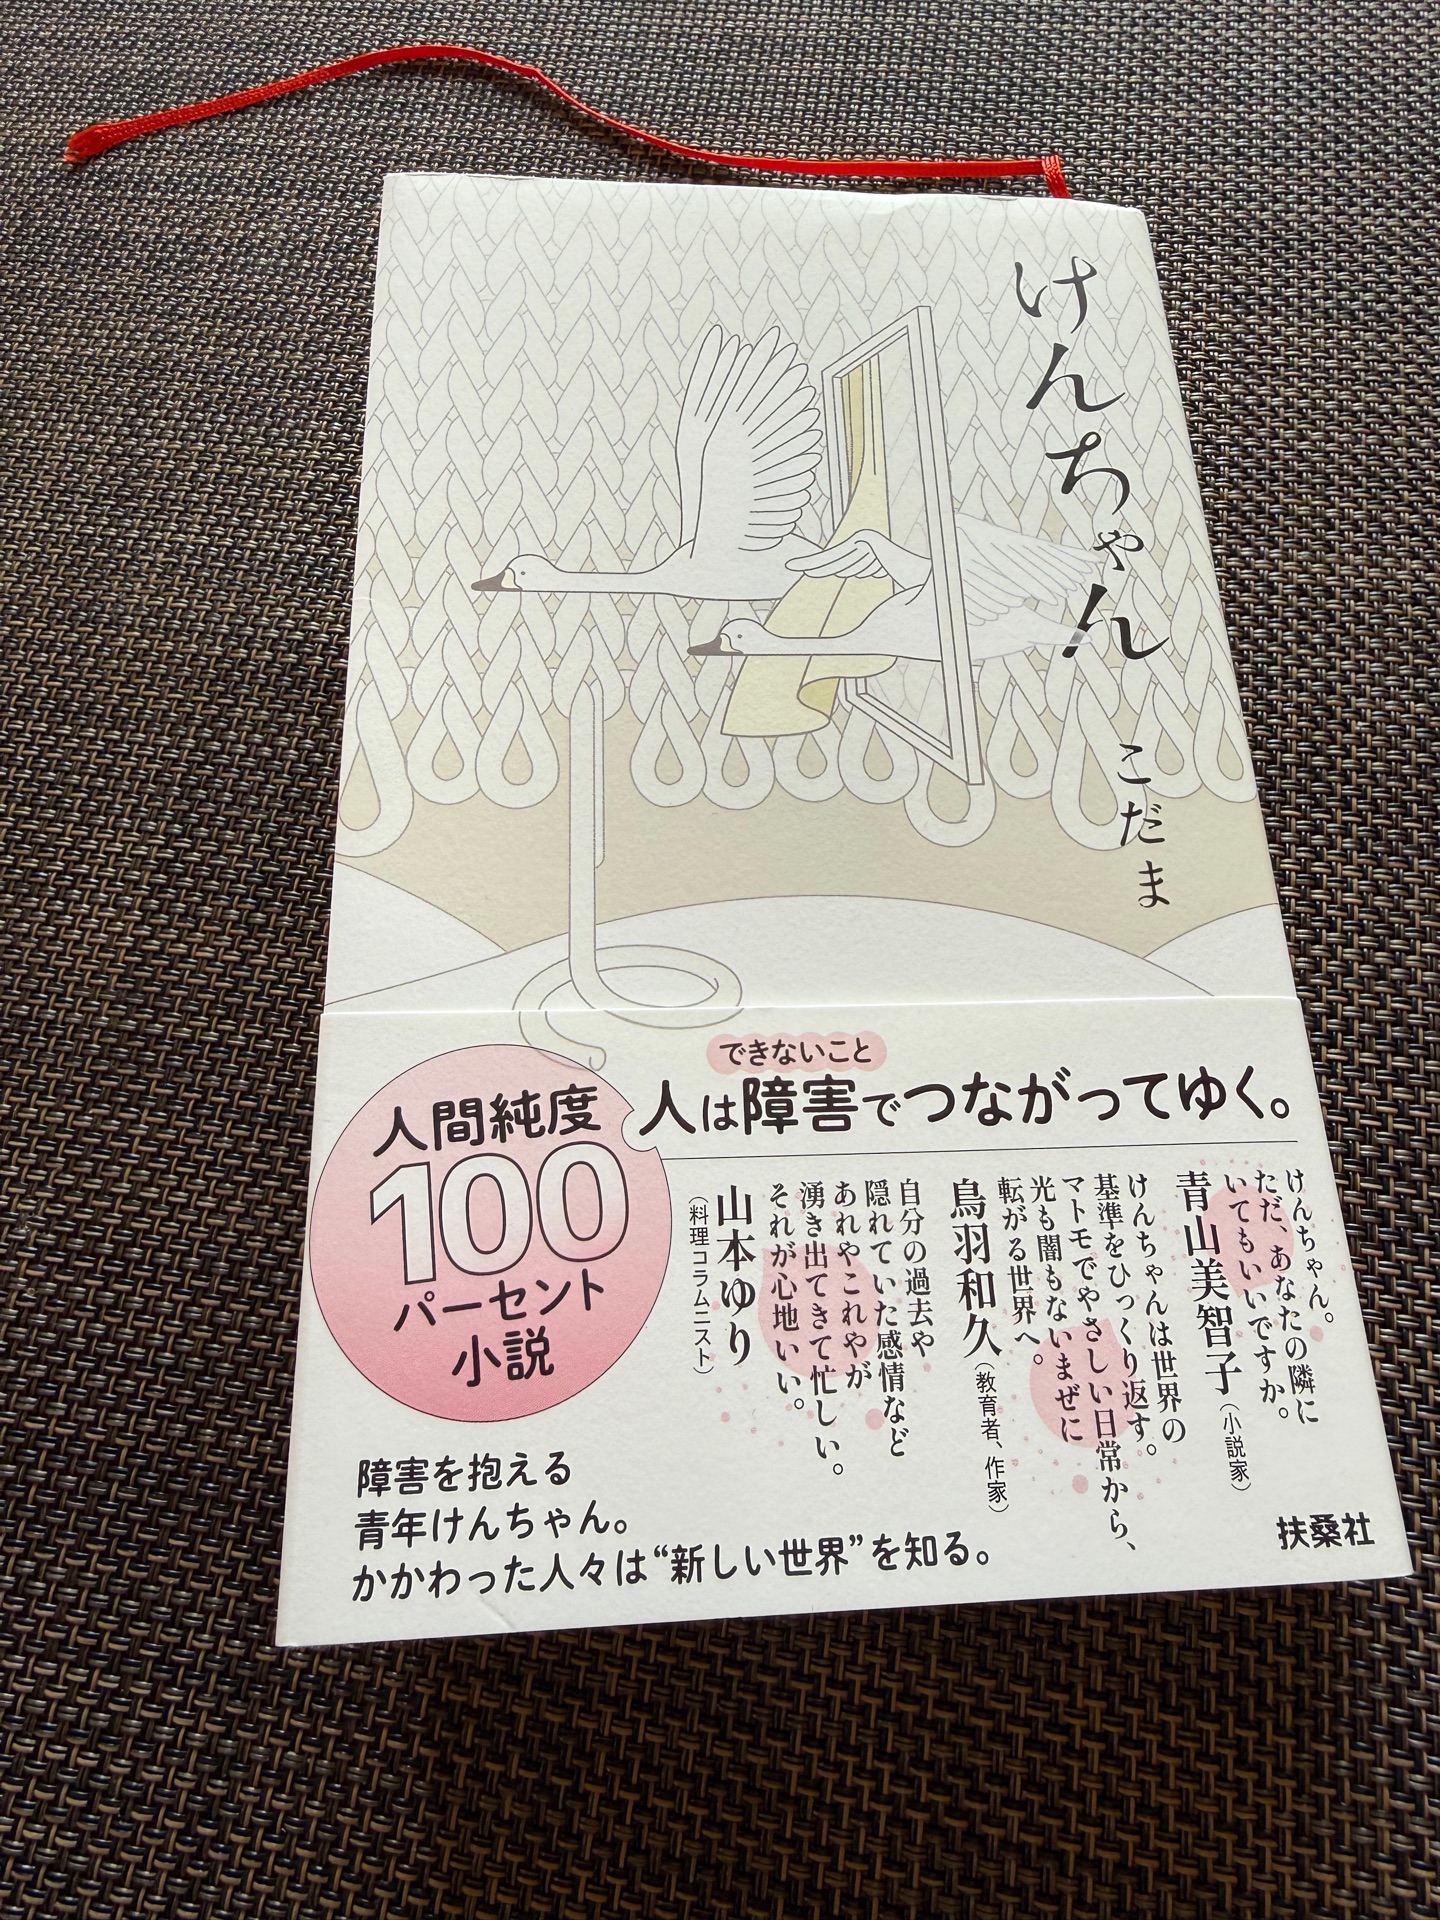 けんちゃん
こだま
人間純度
100
パーセント
小説
できないこと
人は障害でつながってゆく。
けんちゃん。
ただ、あなたの隣に
いてもいいですか。
青山美智子(小説家)
けんちゃんは世界の
基準をひっくり返す。
マトモでやさしい日常から、
光も闇もないまぜに
転がる世界へ。
鳥羽和久(教育者、作家)
自分の過去や
隠れていた感情など
あれやこれやが
湧き出てきて忙しい。
それが心地いい。
山本ゆり
(料理コラムニスト)
障害を抱える
青年けんちゃん。
かかわった人々は“新しい世界”を知る。
扶桑社